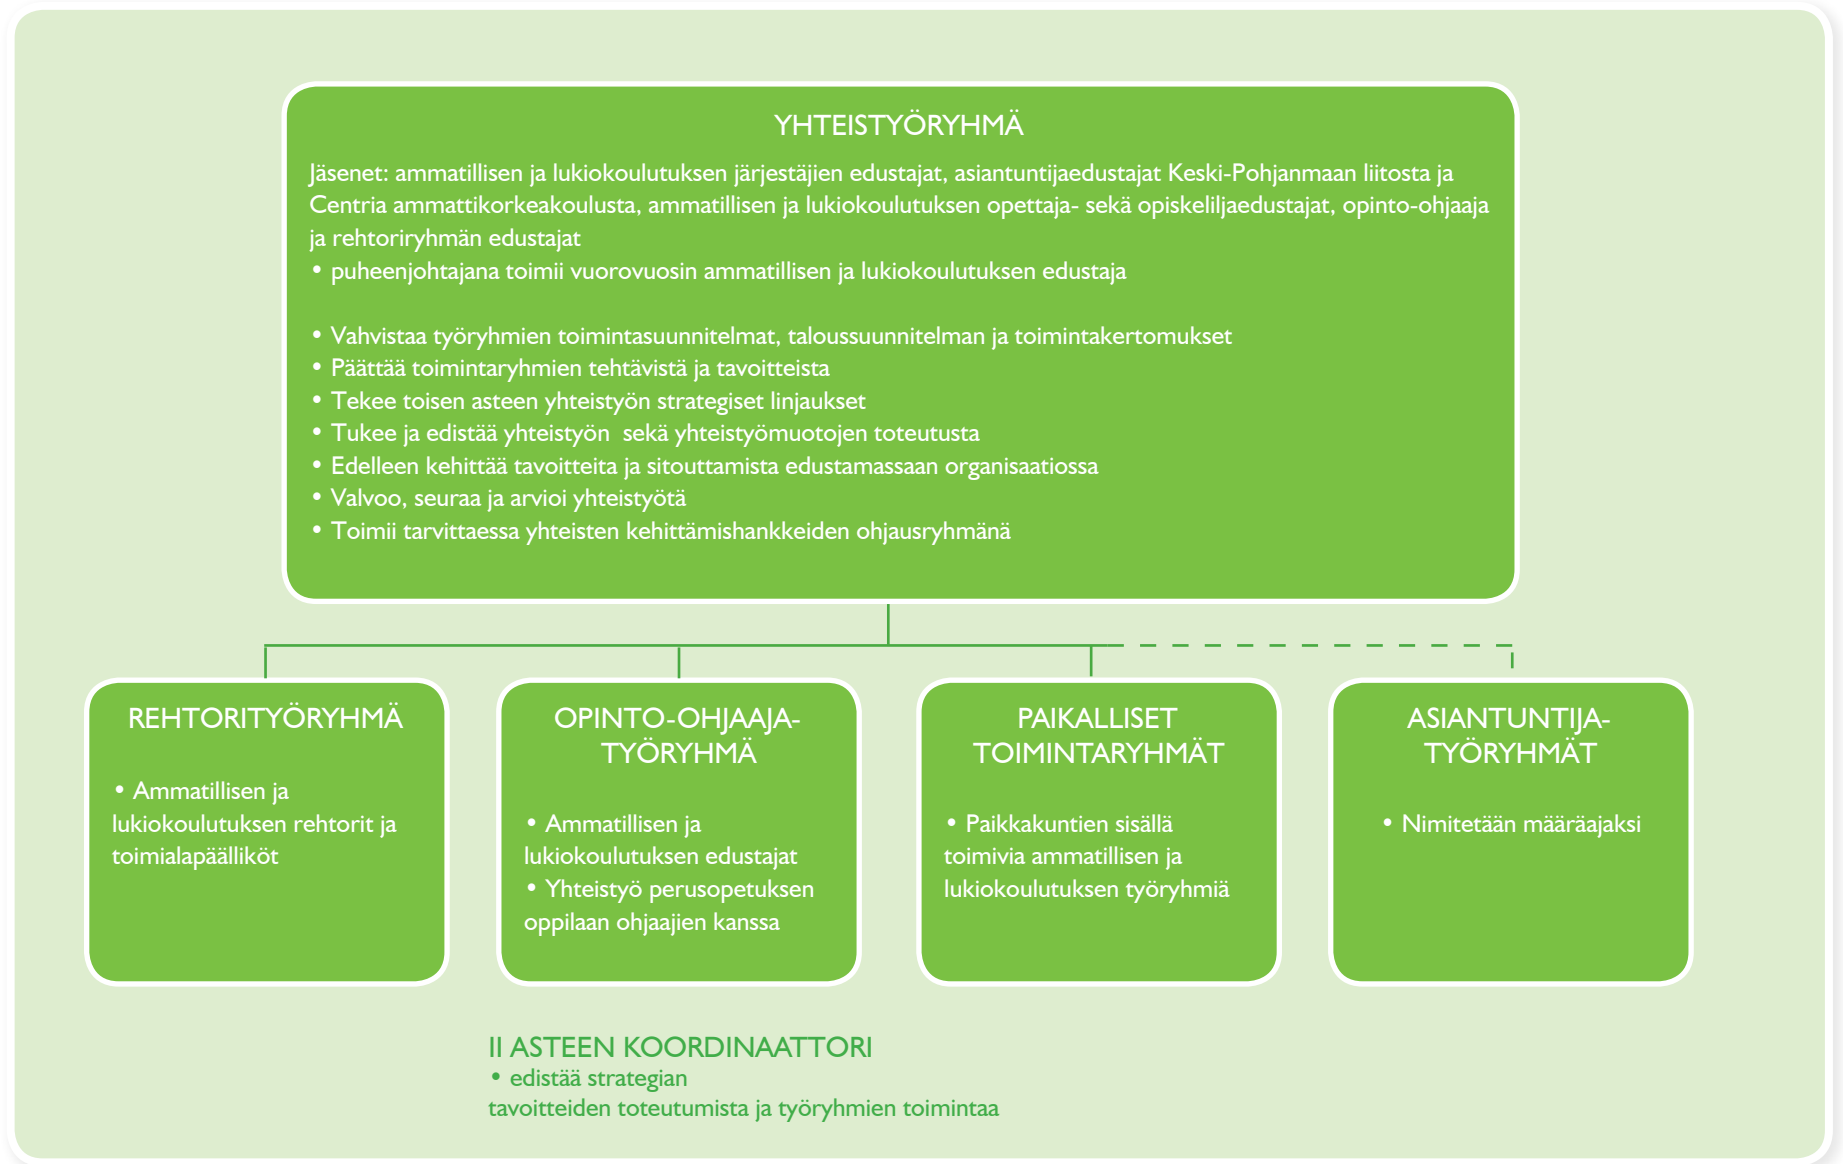 YHTEISTYÖRYHMÄ
Jäsenet: ammatillisen ja lukiokoulutuksen järjestäjien edustajat, asiantuntijaedustajat Keski-Pohjanmaan liitosta ja
Centria ammattikorkeakoulusta, ammatillisen ja lukiokoulutuksen opettaja- sekä opiskeliljaedustajat, opinto-ohjaaja
ja rehtoriryhmän edustajat
• puheenjohtajana toimii vuorovuosin ammatillisen ja lukiokoulutuksen edustaja
• Vahvistaa työryhmien toimintasuunnitelmat, taloussuunnitelman ja toimintakertomukset
• Päättää toimintaryhmien tehtävistä ja tavoitteista
• Tekee toisen asteen yhteistyön strategiset linjaukset
• Tukee ja edistää yhteistyön  sekä yhteistyömuotojen toteutusta
• Edelleen kehittää tavoitteita ja sitouttamista edustamassaan organisaatiossa
• Valvoo, seuraa ja arvioi yhteistyötä
• Toimii tarvittaessa yhteisten kehittämishankkeiden ohjausryhmänä
REHTORITYÖRYHMÄ
• Ammatillisen ja
lukiokoulutuksen rehtorit ja
toimialapäälliköt
OPINTO-OHJAAJA-
TYÖRYHMÄ
• Ammatillisen ja
lukiokoulutuksen edustajat
• Yhteistyö perusopetuksen
oppilaan ohjaajien kanssa
PAIKALLISET
TOIMINTARYHMÄT
• Paikkakuntien sisällä
toimivia ammatillisen ja
lukiokoulutuksen työryhmiä
ASIANTUNTIJA-
TYÖRYHMÄT
• Nimitetään määräajaksi
II ASTEEN KOORDINAATTORI
• edistää strategian
tavoitteiden toteutumista ja työryhmien toimintaa